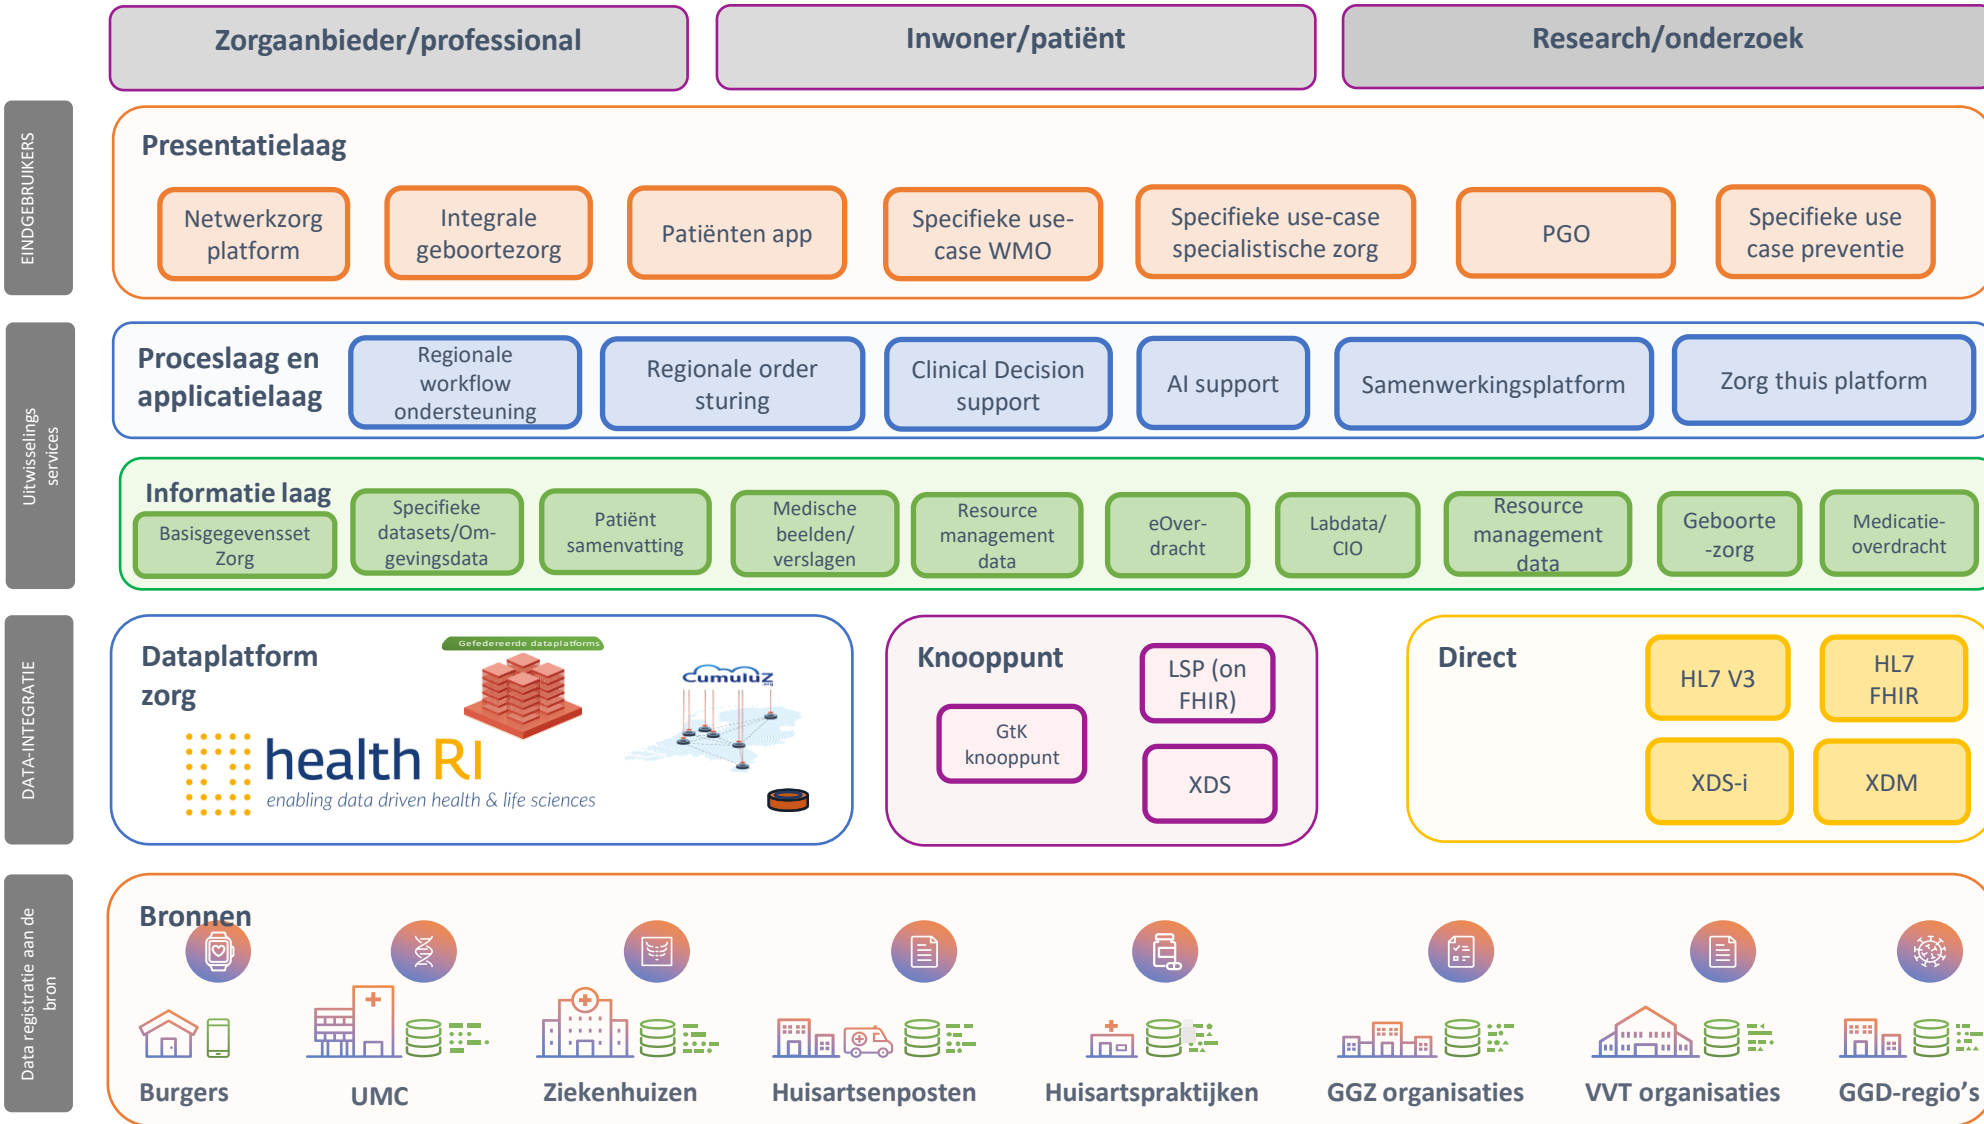 Zorgaanbieder/professional
Inwoner/patiënt
Research/onderzoek
EINDGEBRUIKERS
Presentatielaag
Netwerkzorg
platform
Integrale
geboortezorg
Patiënten app
Specifieke use-
case WMO
Specifieke use-case
specialistische zorg
PGO
Specifieke use
case preventie
Uitwisselings
services
Proceslaag en
applicatielaag
Regionale
workflow
ondersteuning
Regionale order
sturing
Clinical Decision
support
AI support
Samenwerkingsplatform
Zorg thuis platform
Informatie laag
Basisgegevensset
Zorg
Specifieke
datasets/Om-
gevingsdata
Patiënt
samenvatting
Medische
beelden/
verslagen
Resource
management
data
eOver-
dracht
Labdata/
CIO
Resource
management
data
Geboorte
-zorg
Medicatie-
overdracht
DATA-INTEGRATIE
Dataplatform
zorg
Gefedereerde dataplatforms
Cumuluz
.org
health RI
enabling data driven health & life sciences
Knooppunt
GtK
knooppunt
LSP (on
FHIR)
XDS
Direct
HL7 V3
HL7
FHIR
XDS-i
XDM
Data registratie aan de
bron
Bronnen
Burgers
UMC
Ziekenhuizen
Huisartsenposten
Huisartspraktijken
GGZ organisaties
VVT organisaties
GGD-regio's